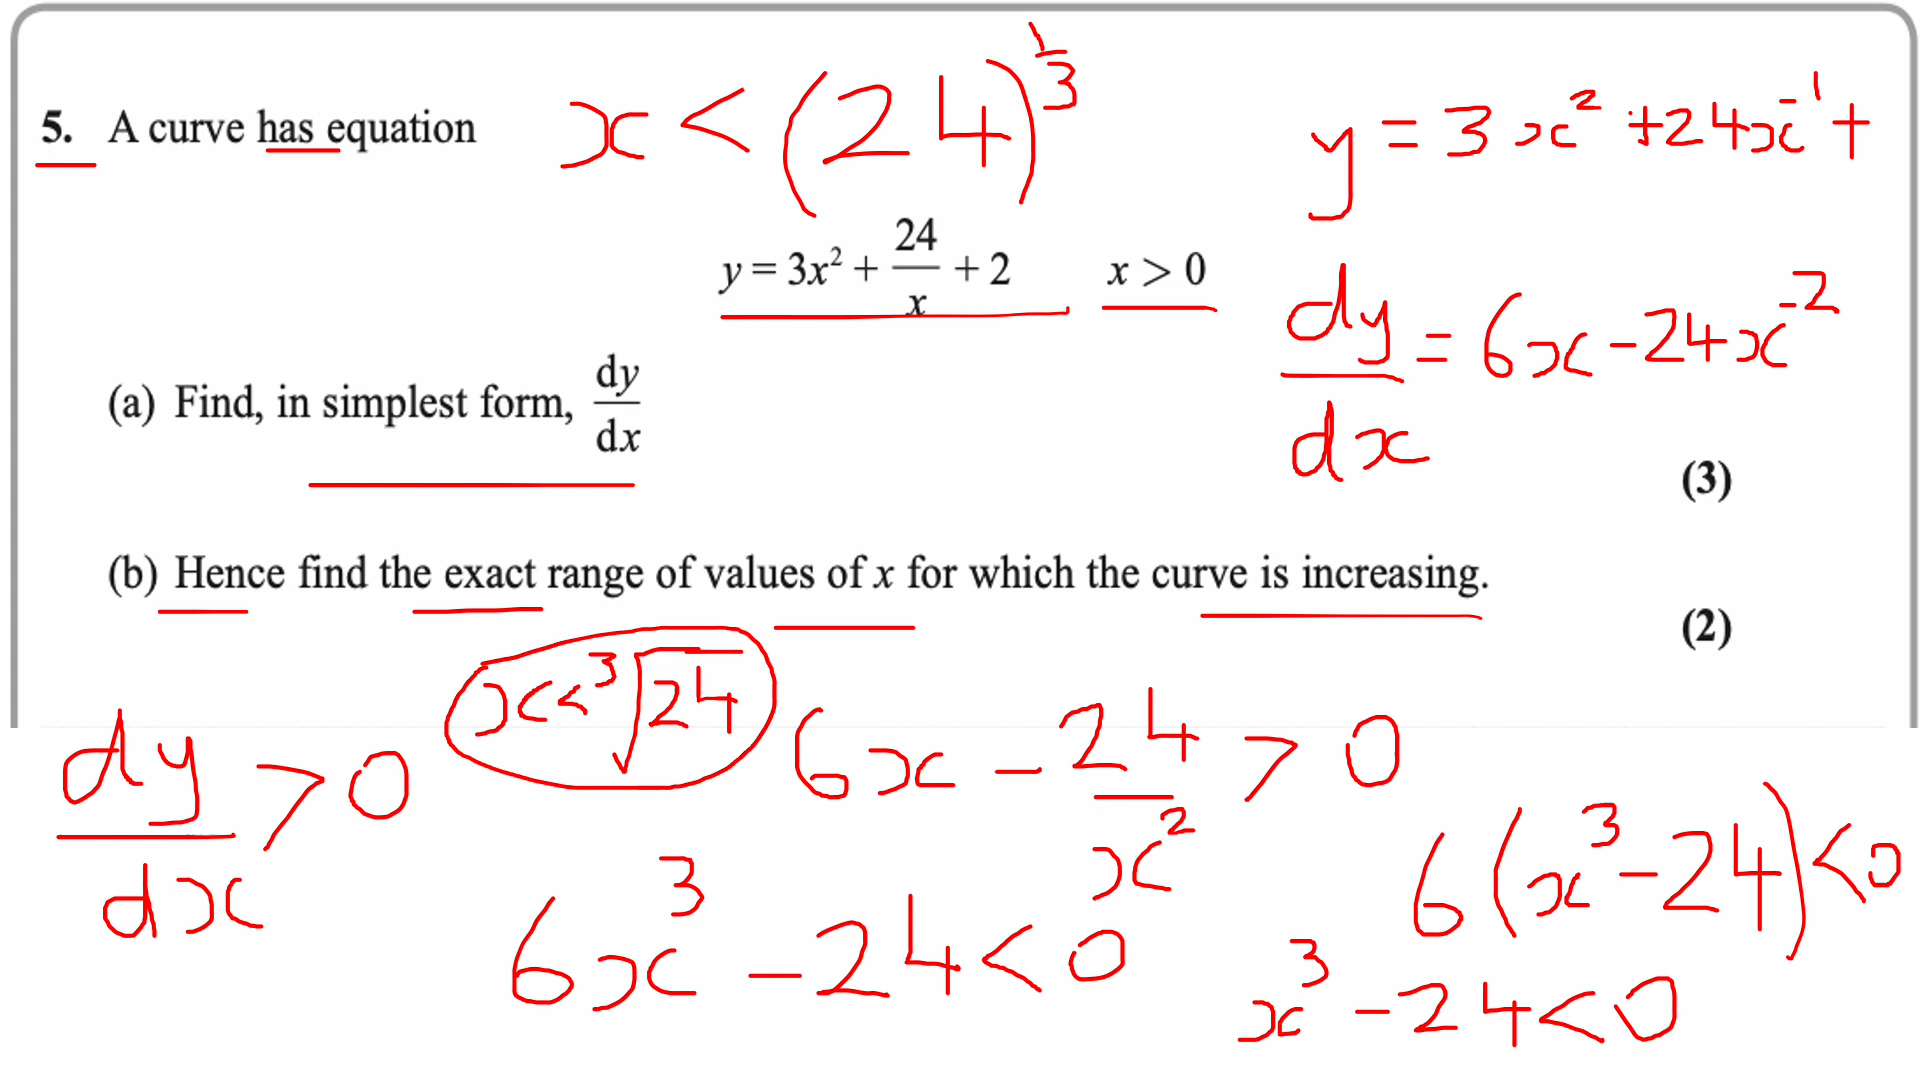 5. A curve has equation
x < (24)^1/3
y = 3x² + 24x⁻¹ +
y = 3x² + 24/x + 2 x > 0
dy/dx = 6x − 24x⁻²
(a) Find, in simplest form, dy/dx
(3)
(b) Hence find the exact range of values of x for which the curve is increasing.
(2)
x < ³√24
dy/dx > 0
6x − 24/x² > 0
6x³ − 24 < 0
6(x³ − 24) < 0
x³ − 24 < 0